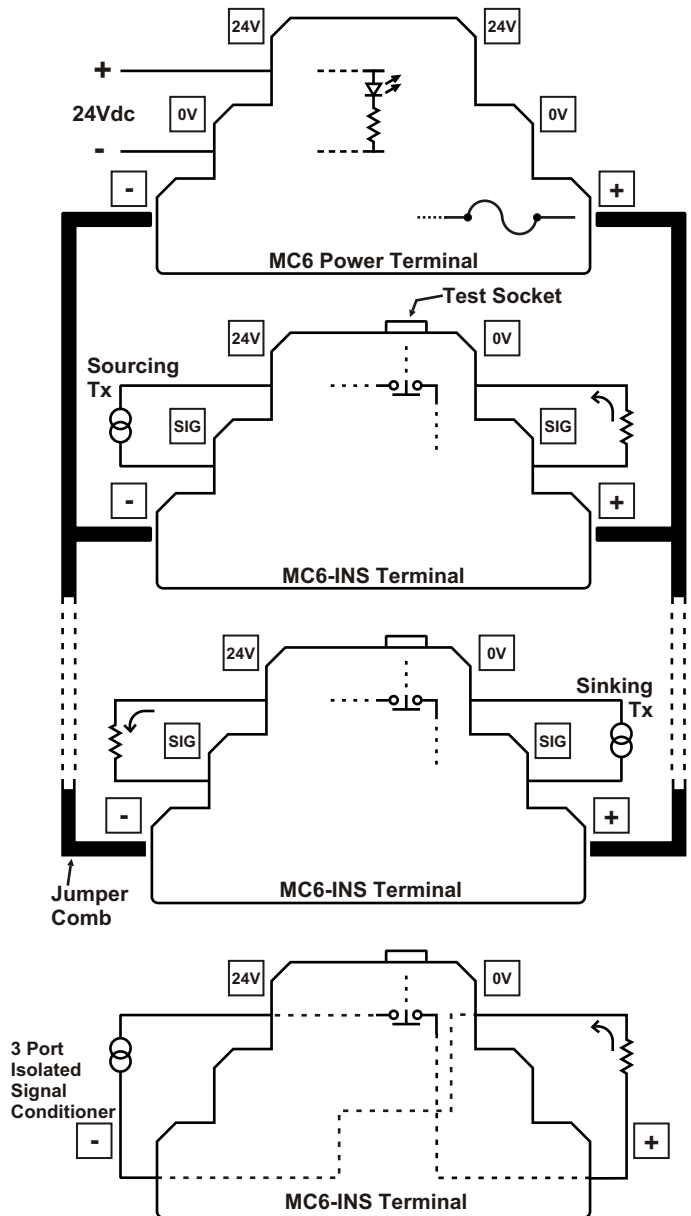 24V
24V
+
24Vdc
0V
0V
-
-
+
MC6 Power Terminal
Test Socket
24V
0V
Sourcing
Tx
SIG
SIG
-
+
MC6-INS Terminal
24V
0V
Sinking
Tx
SIG
SIG
-
+
MC6-INS Terminal
Jumper
Comb
24V
0V
3 Port
Isolated
Signal
Conditioner
-
+
MC6-INS Terminal